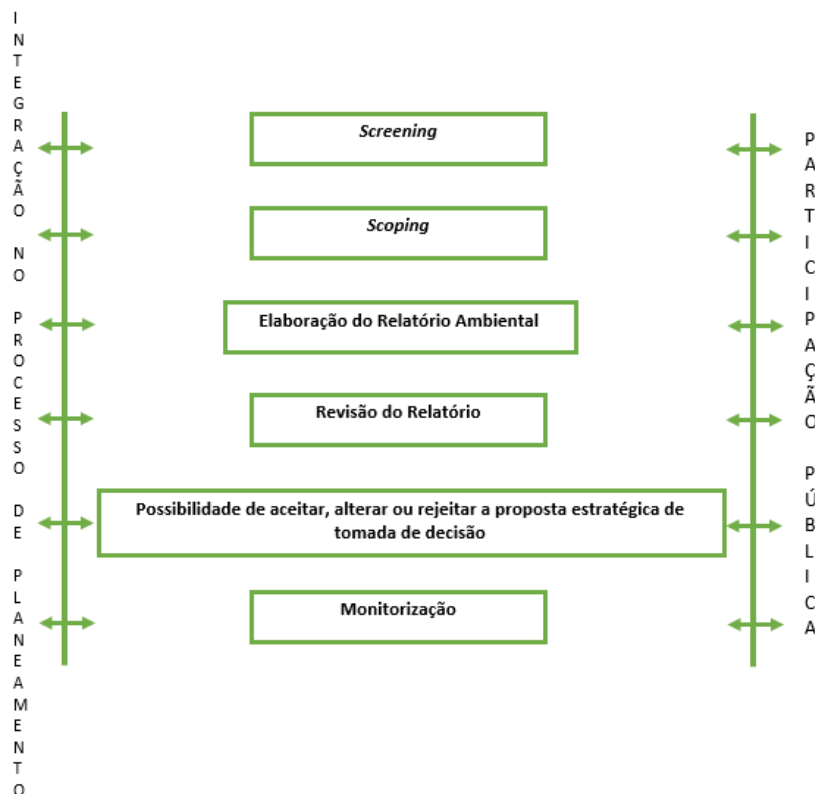 INTEGRAÇÃO NO PROCESSO DE PLANEAMENTO
Screening
Scoping
Elaboração do Relatório Ambiental
Revisão do Relatório
Possibilidade de aceitar, alterar ou rejeitar a proposta estratégica de
tomada de decisão
Monitorização
PARTICIPAÇÃO PÚBLICA